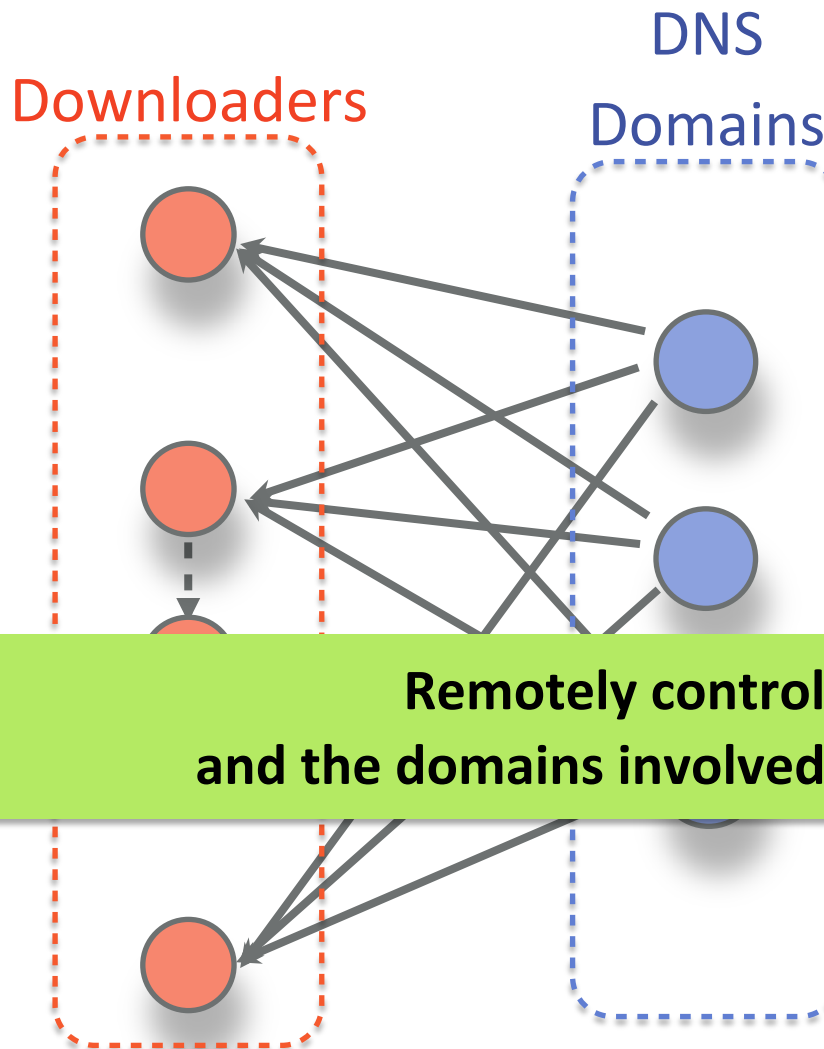 DNS
Downloaders
Domains
Remotely control
and the domains involved